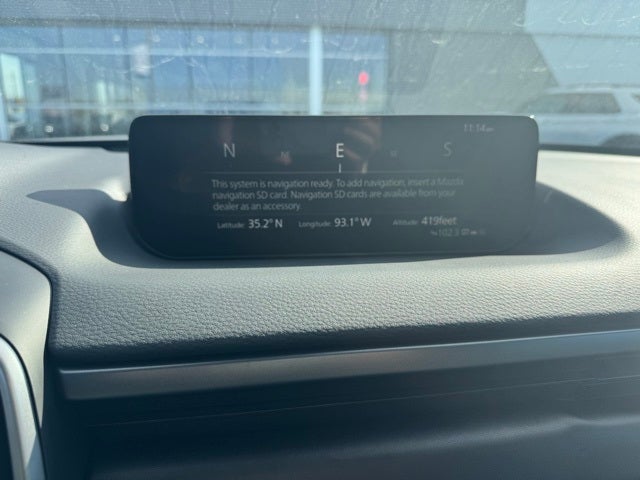 11:14
N E S
This system is navigation ready. To add navigation, insert a Mazda
navigation SD card. Navigation SD cards are available from your
dealer as an accessory.
Latitude: 35.2° N Longitude: 93.1° W Altitude: 419feet
102.3